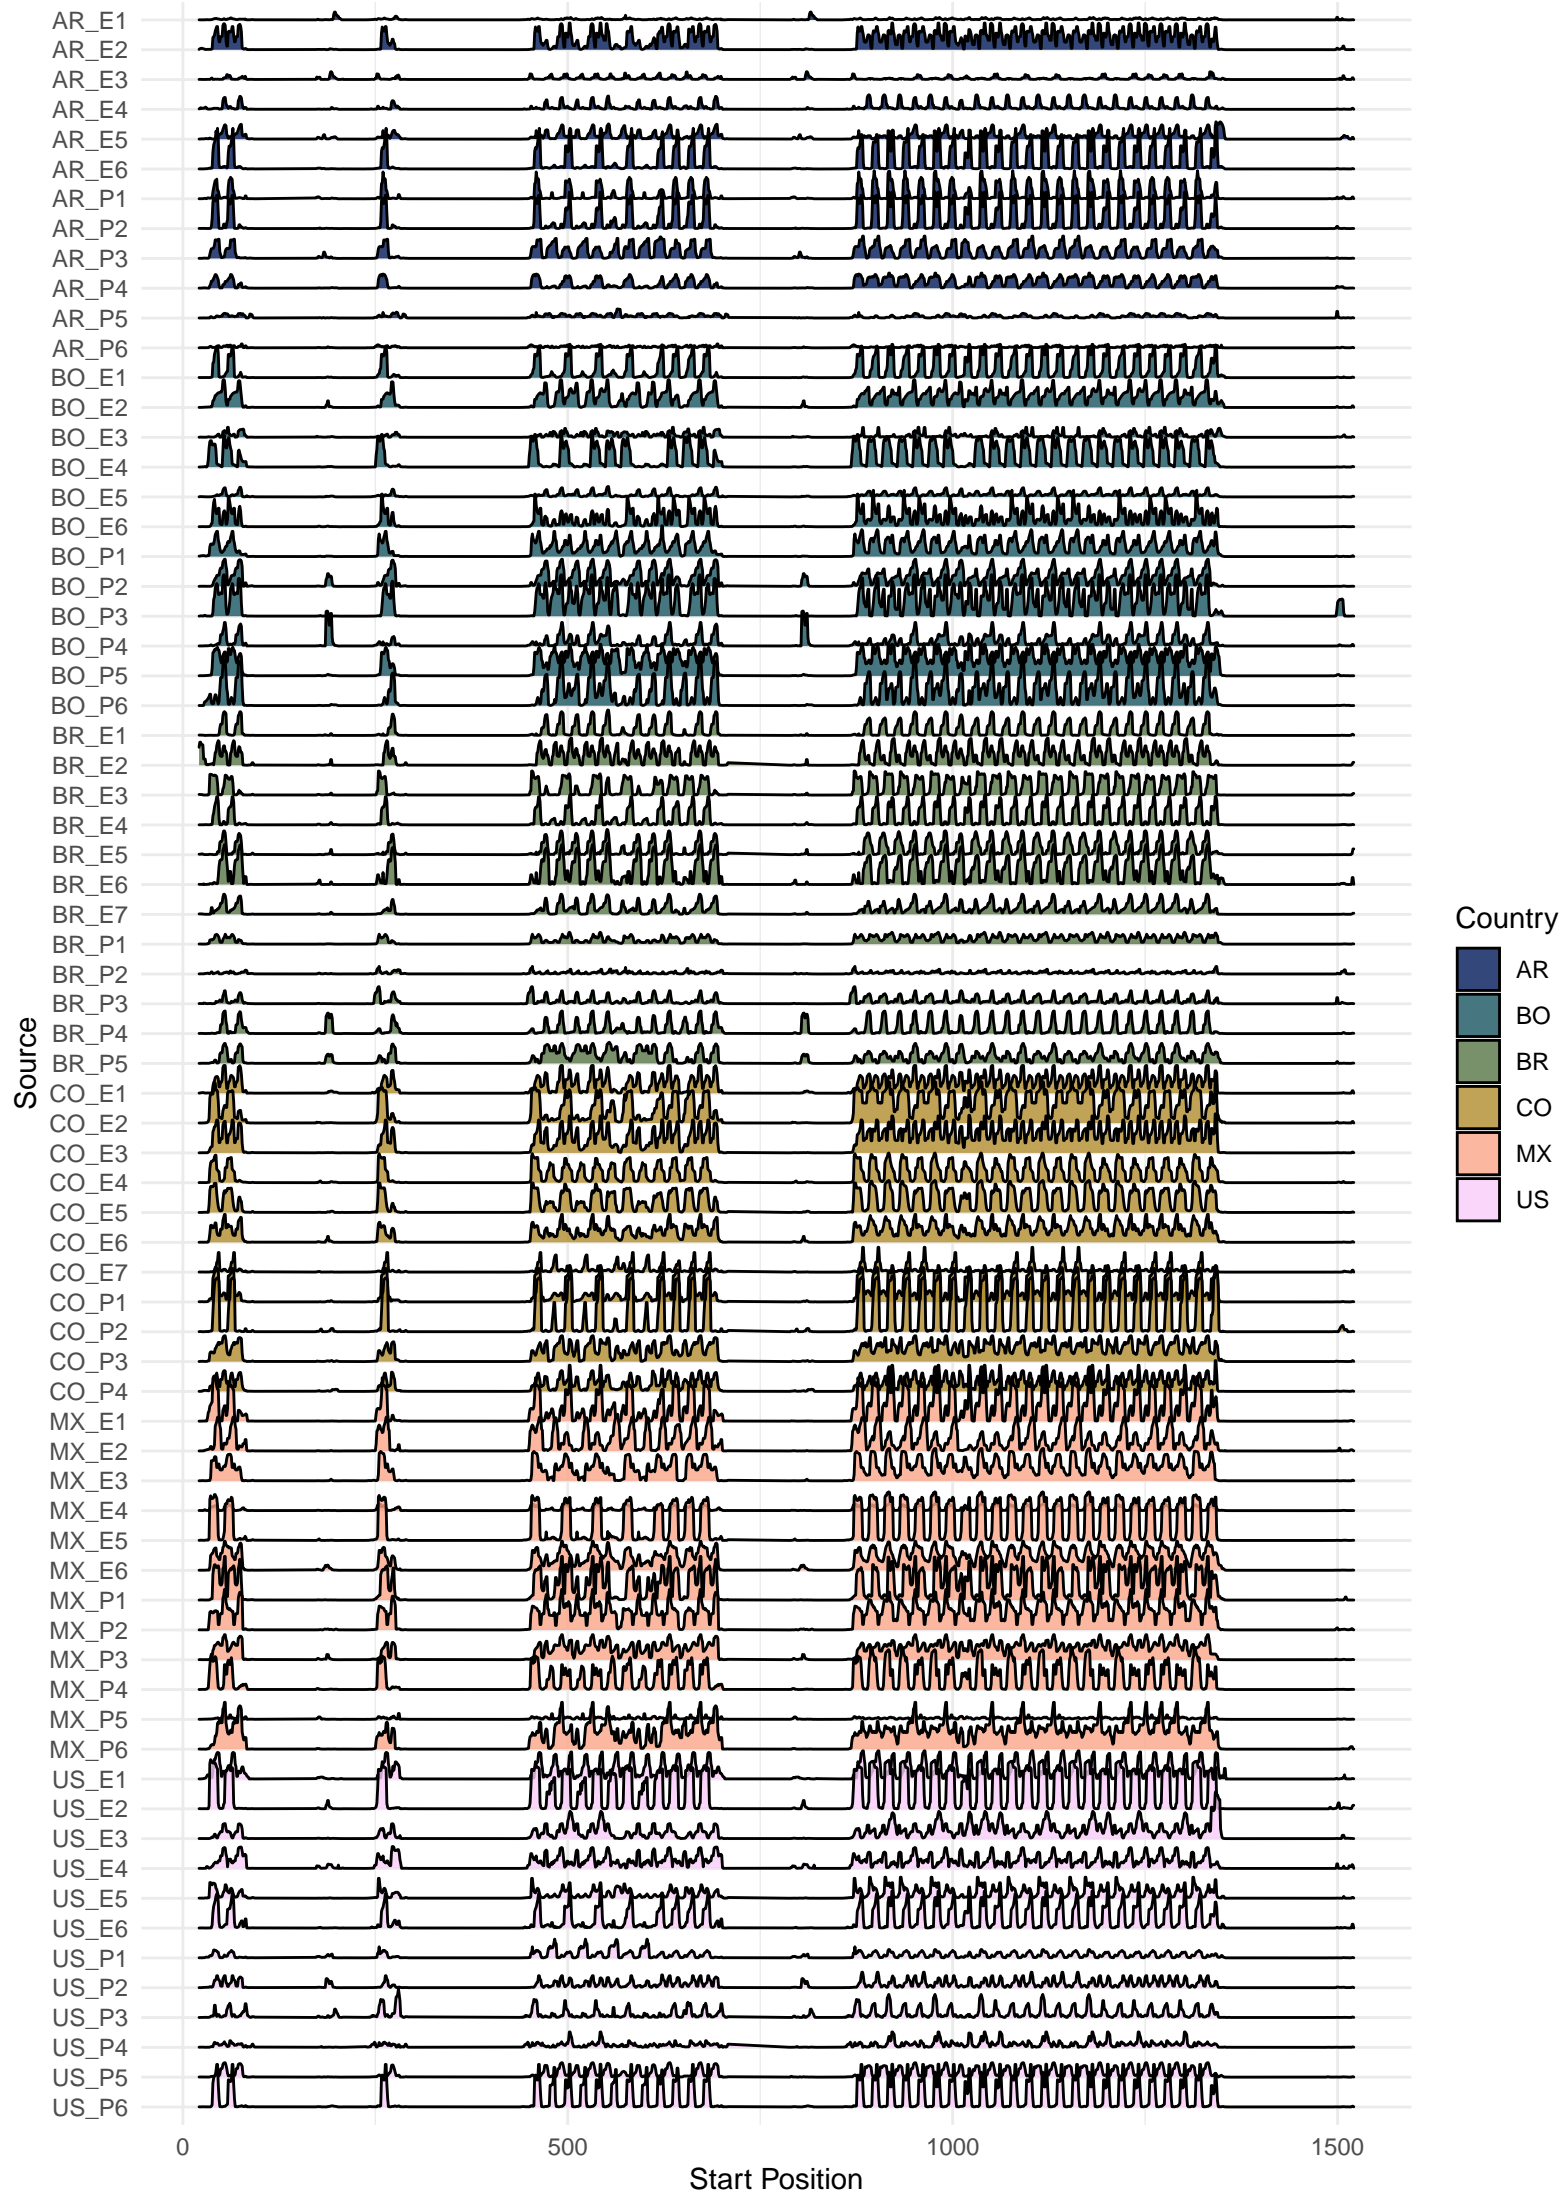 AR_E1
AR_E2
AR_E3
AR_E4
AR_E5
AR_E6
AR_P1
AR_P2
AR_P3
AR_P4
AR_P5
AR_P6
BO_E1
BO_E2
BO_E3
BO_E4
BO_E5
BO_E6
BO_P1
BO_P2
BO_P3
BO_P4
BO_P5
BO_P6
BR_E1
BR_E2
BR_E3
BR_E4
BR_E5
BR_E6
BR_E7
BR_P1
BR_P2
BR_P3
BR_P4
BR_P5
CO_E1
CO_E2
CO_E3
CO_E4
CO_E5
CO_E6
CO_E7
CO_P1
CO_P2
CO_P3
CO_P4
MX_E1
MX_E2
MX_E3
MX_E4
MX_E5
MX_E6
MX_P1
MX_P2
MX_P3
MX_P4
MX_P5
MX_P6
US_E1
US_E2
US_E3
US_E4
US_E5
US_E6
US_P1
US_P2
US_P3
US_P4
US_P5
US_P6
Source
0 500 1000 1500
Start Position
Country
AR
BO
BR
CO
MX
US